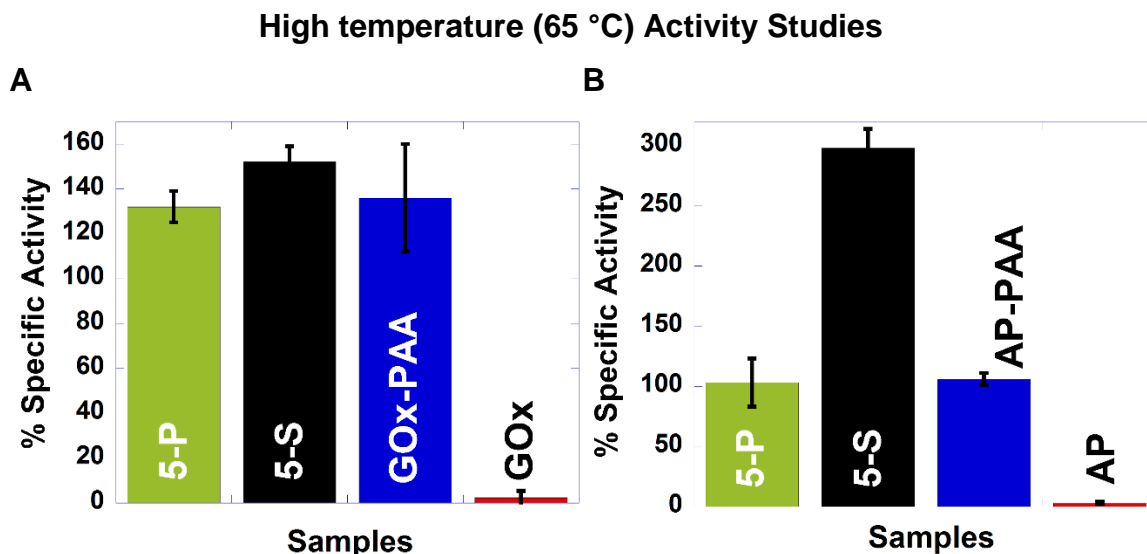 High temperature (65 °C) Activity Studies
A
% Specific Activity
160
140
120
100
80
60
40
20
0
5-P
5-S
GOx-PAA
GOx
Samples
B
% Specific Activity
300
250
200
150
100
50
0
5-P
5-S
AP-PAA
AP
Samples